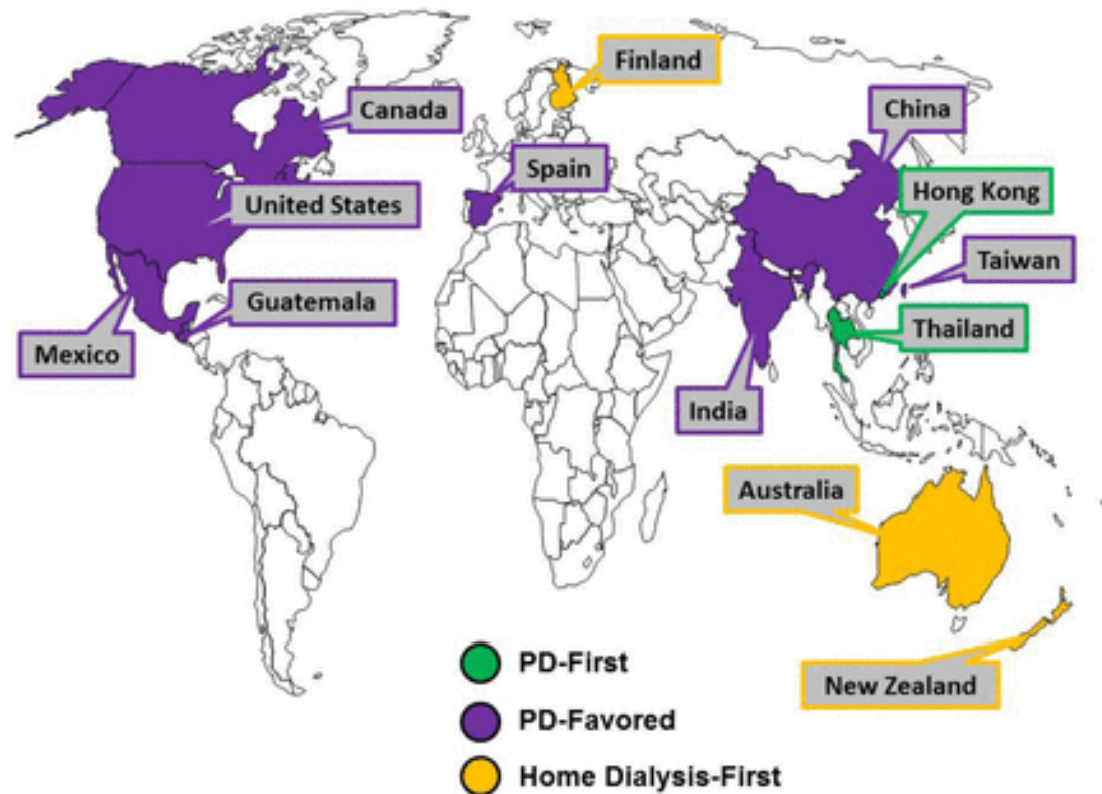 Finland
Canada
China
Spain
Hong Kong
United States
Taiwan
Guatemala
Thailand
Mexico
India
Australia
New Zealand
PD-First
PD-Favored
Home Dialysis-First